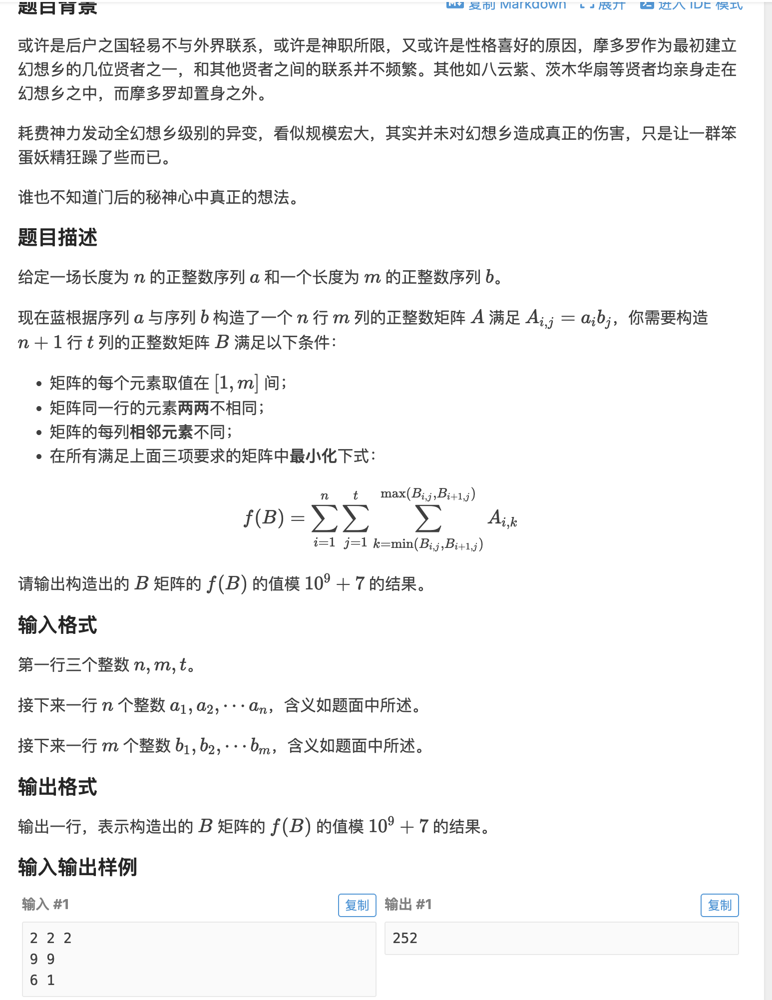 题目背景
复制 Markdown 展开 进入 IDE 模式
或许是后户之国轻易不与外界联系，或许是神职所限，又或许是性格喜好的原因，摩多罗作为最初建立
幻想乡的几位贤者之一，和其他贤者之间的联系并不频繁。其他如八云紫、茨木华扇等贤者均亲身走在
幻想乡之中，而摩多罗却置身之外。
耗费神力发动全幻想乡级别的异变，看似规模宏大，其实并未对幻想乡造成真正的伤害，只是让一群笨
蛋妖精狂躁了些而已。
谁也不知道门后的秘神心中真正的想法。
题目描述
给定一场长度为 n 的正整数序列 a 和一个长度为 m 的正整数序列 b。
现在蓝根据序列 a 与序列 b 构造了一个 n 行 m 列的正整数矩阵 A 满足 A_{i,j} = a_i b_j，你需要构造
n + 1 行 t 列的正整数矩阵 B 满足以下条件：
• 矩阵的每个元素取值在 [1, m] 间；
• 矩阵同一行的元素两两不相同；
• 矩阵的每列相邻元素不同；
• 在所有满足上面三项要求的矩阵中最小化下式：
f(B) = \sum_{i=1}^{n} \sum_{j=1}^{t} \sum_{k=min(B_{i,j},B_{i+1,j})}^{max(B_{i,j},B_{i+1,j})} A_{i,k}
请输出构造出的 B 矩阵的 f(B) 的值模 10^9 + 7 的结果。
输入格式
第一行三个整数 n, m, t。
接下来一行 n 个整数 a_1, a_2, ⋯ a_n，含义如题面中所述。
接下来一行 m 个整数 b_1, b_2, ⋯ b_m，含义如题面中所述。
输出格式
输出一行，表示构造出的 B 矩阵的 f(B) 的值模 10^9 + 7 的结果。
输入输出样例
输入 #1 复制 输出 #1 复制
2 2 2
9 9
6 1
252